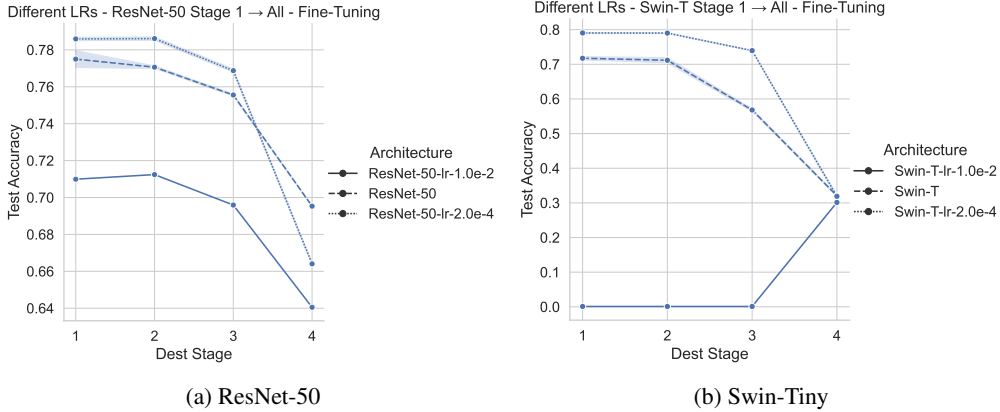 Different LRs - ResNet-50 Stage 1 → All - Fine-Tuning
0.78
0.76
0.74
0.72
0.70
0.68
0.66
0.64
Test Accuracy
1 2 3 4
Dest Stage
Architecture
ResNet-50-lr-1.0e-2
ResNet-50
ResNet-50-lr-2.0e-4
(a) ResNet-50
Different LRs - Swin-T Stage 1 → All - Fine-Tuning
0.8
0.7
0.6
0.5
0.4
0.3
0.2
0.1
0.0
Test Accuracy
1 2 3 4
Dest Stage
Architecture
Swin-T-lr-1.0e-2
Swin-T
Swin-T-lr-2.0e-4
(b) Swin-Tiny